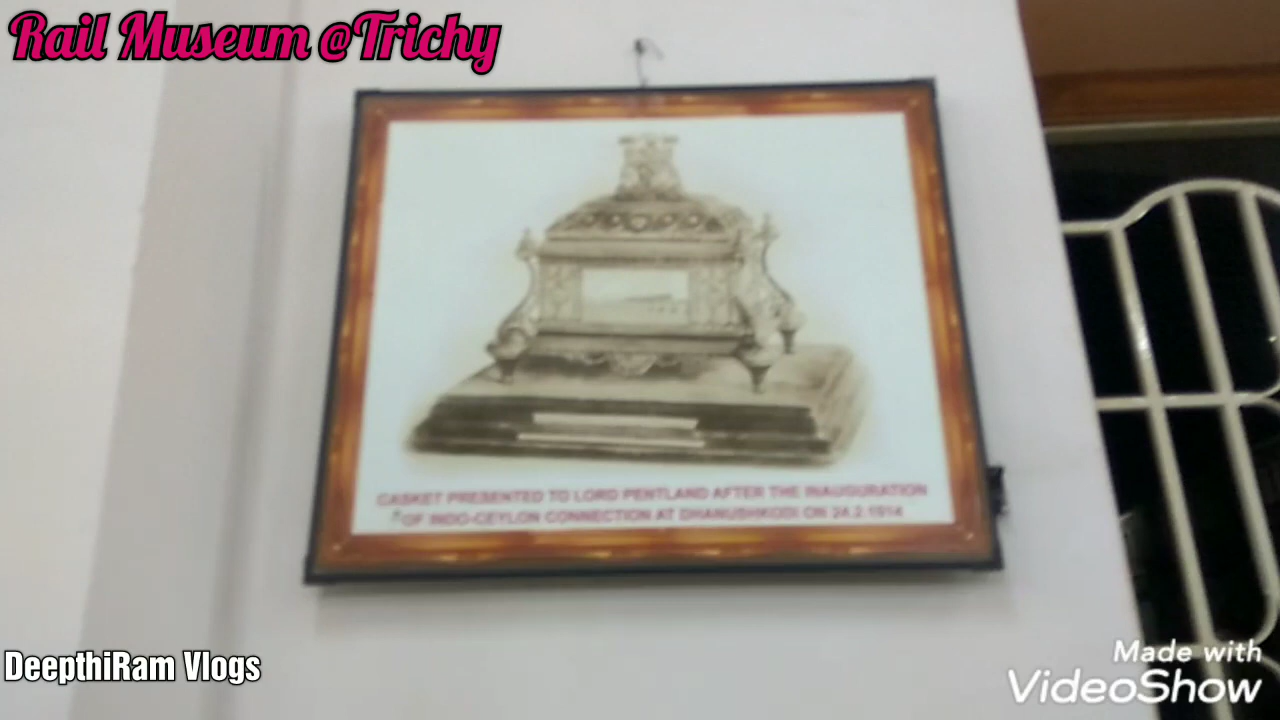 Rail Museum @Trichy
CASKET PRESENTED TO LORD PENTLAND AFTER THE INAUGURATION
OF INDO-CEYLON CONNECTION AT DHANUSHKODI ON 24.2.1914
DeepthiRam Vlogs
Made with
VideoShow